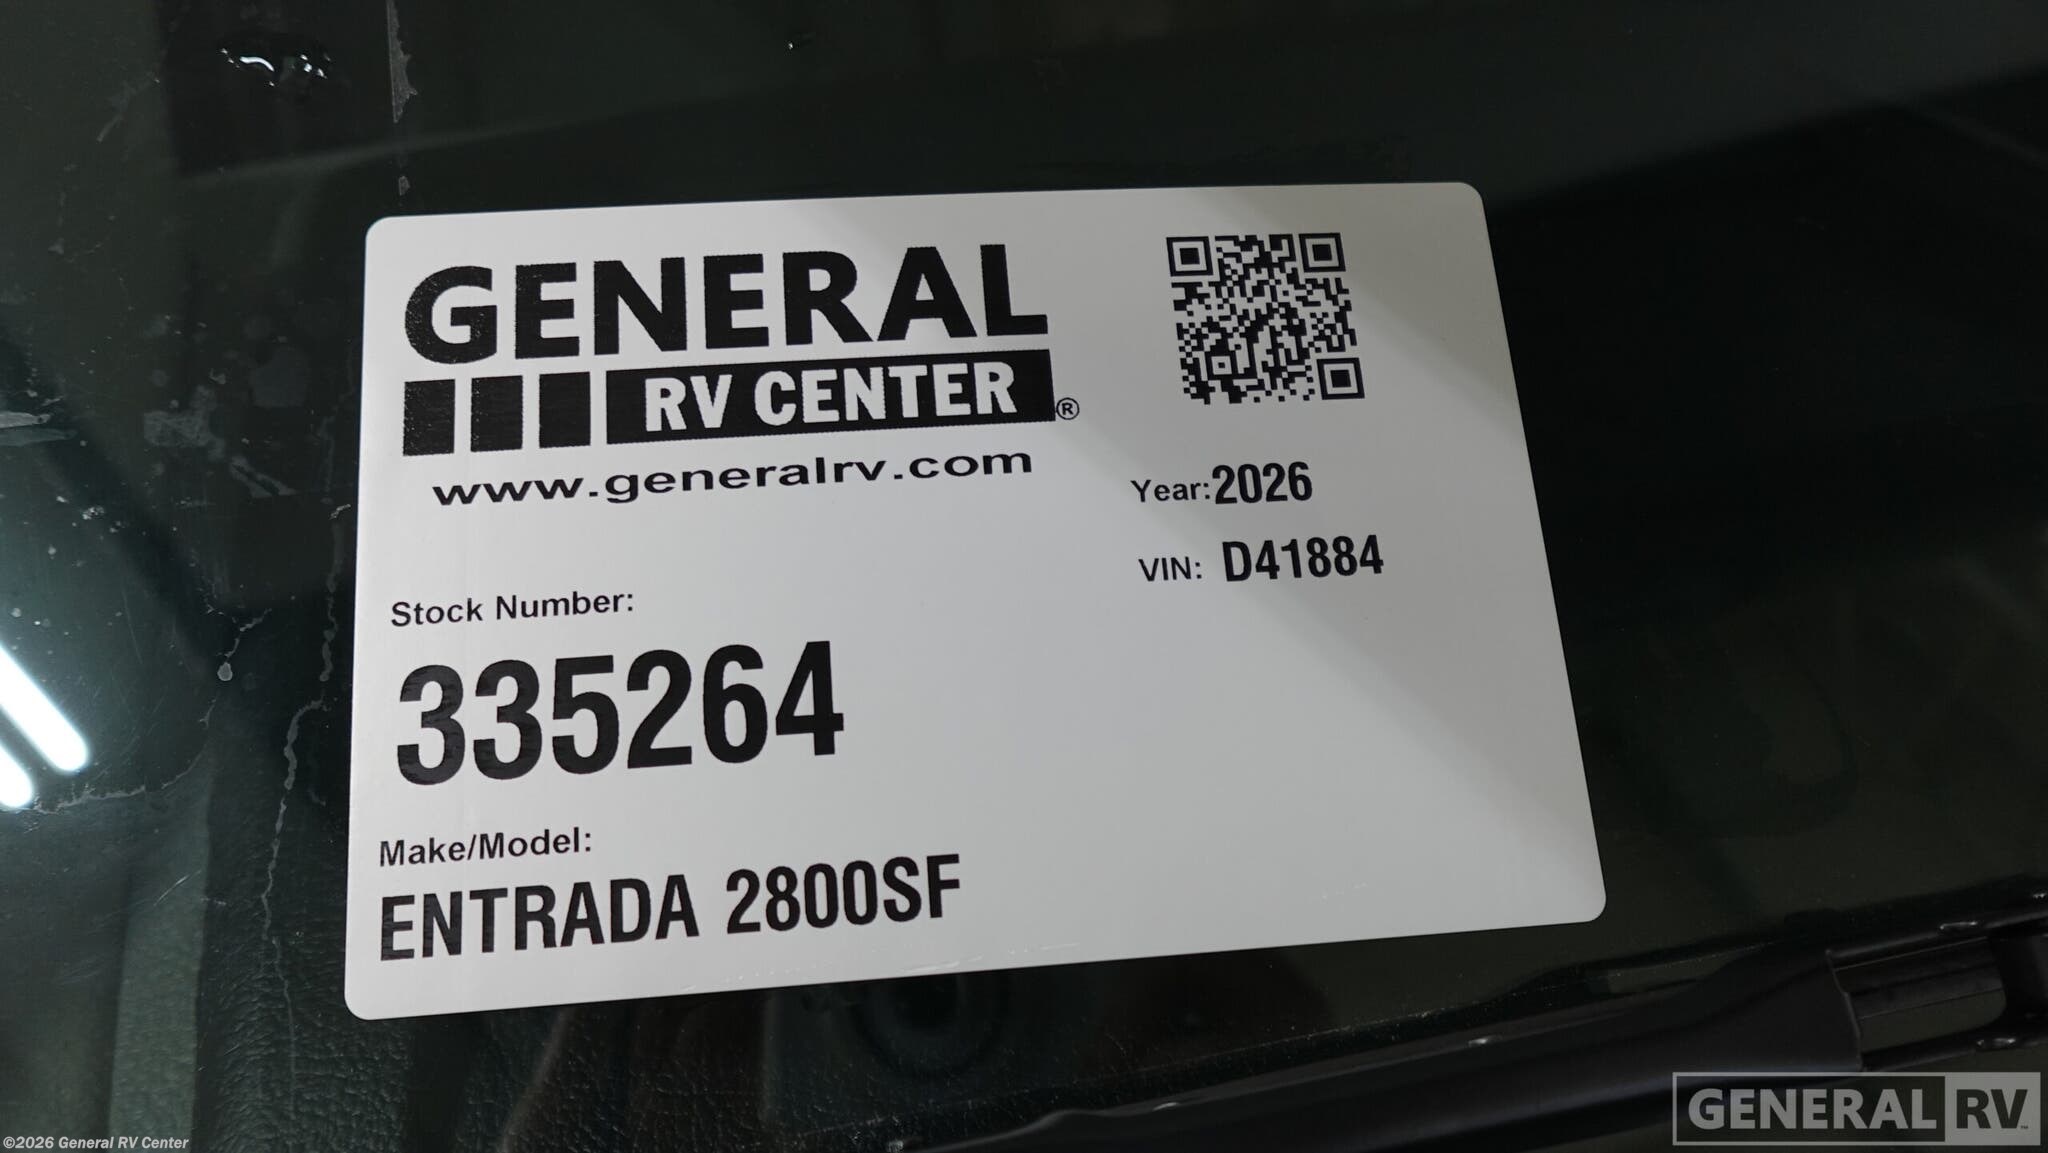 GENERAL
RV CENTER®
www.generalrv.com
Year:2026
VIN: D41884
Stock Number:
335264
Make/Model:
ENTRADA 2800SF
GENERAL RV™
©2026 General RV Center